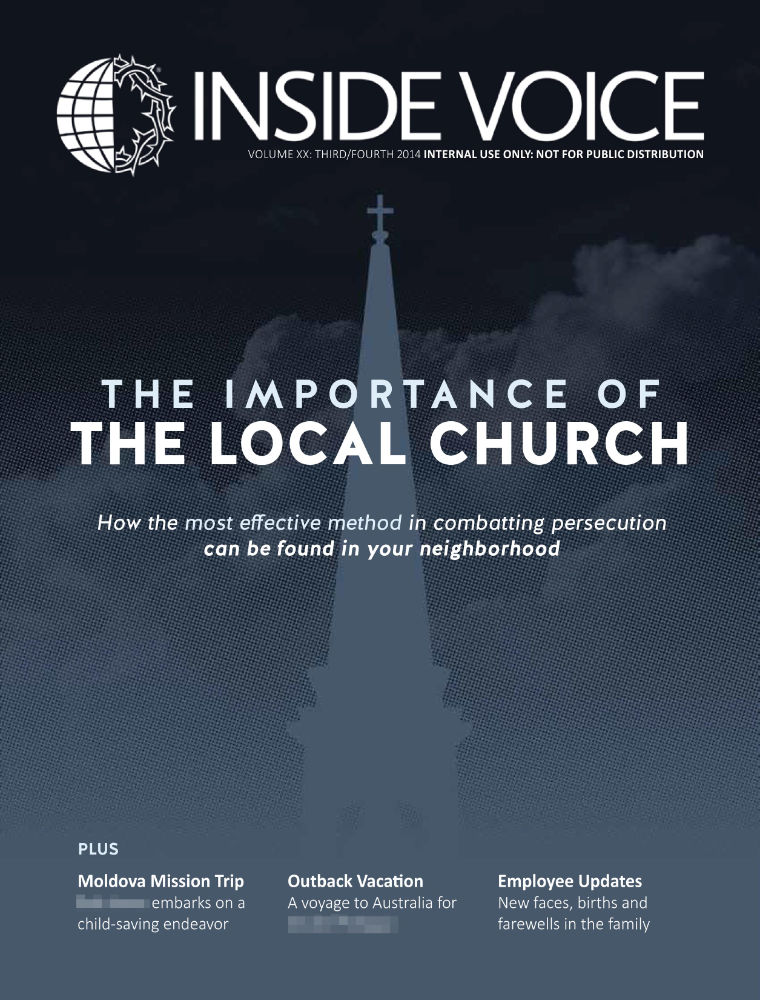 INSIDE VOICE
VOLUME XX: THIRD/FOURTH 2014 INTERNAL USE ONLY: NOT FOR PUBLIC DISTRIBUTION
THE IMPORTANCE OF
THE LOCAL CHURCH
How the most effective method in combatting persecution
can be found in your neighborhood
PLUS
Moldova Mission Trip
embarks on a
child-saving endeavor
Outback Vacation
A voyage to Australia for
Employee Updates
New faces, births and
farewells in the family